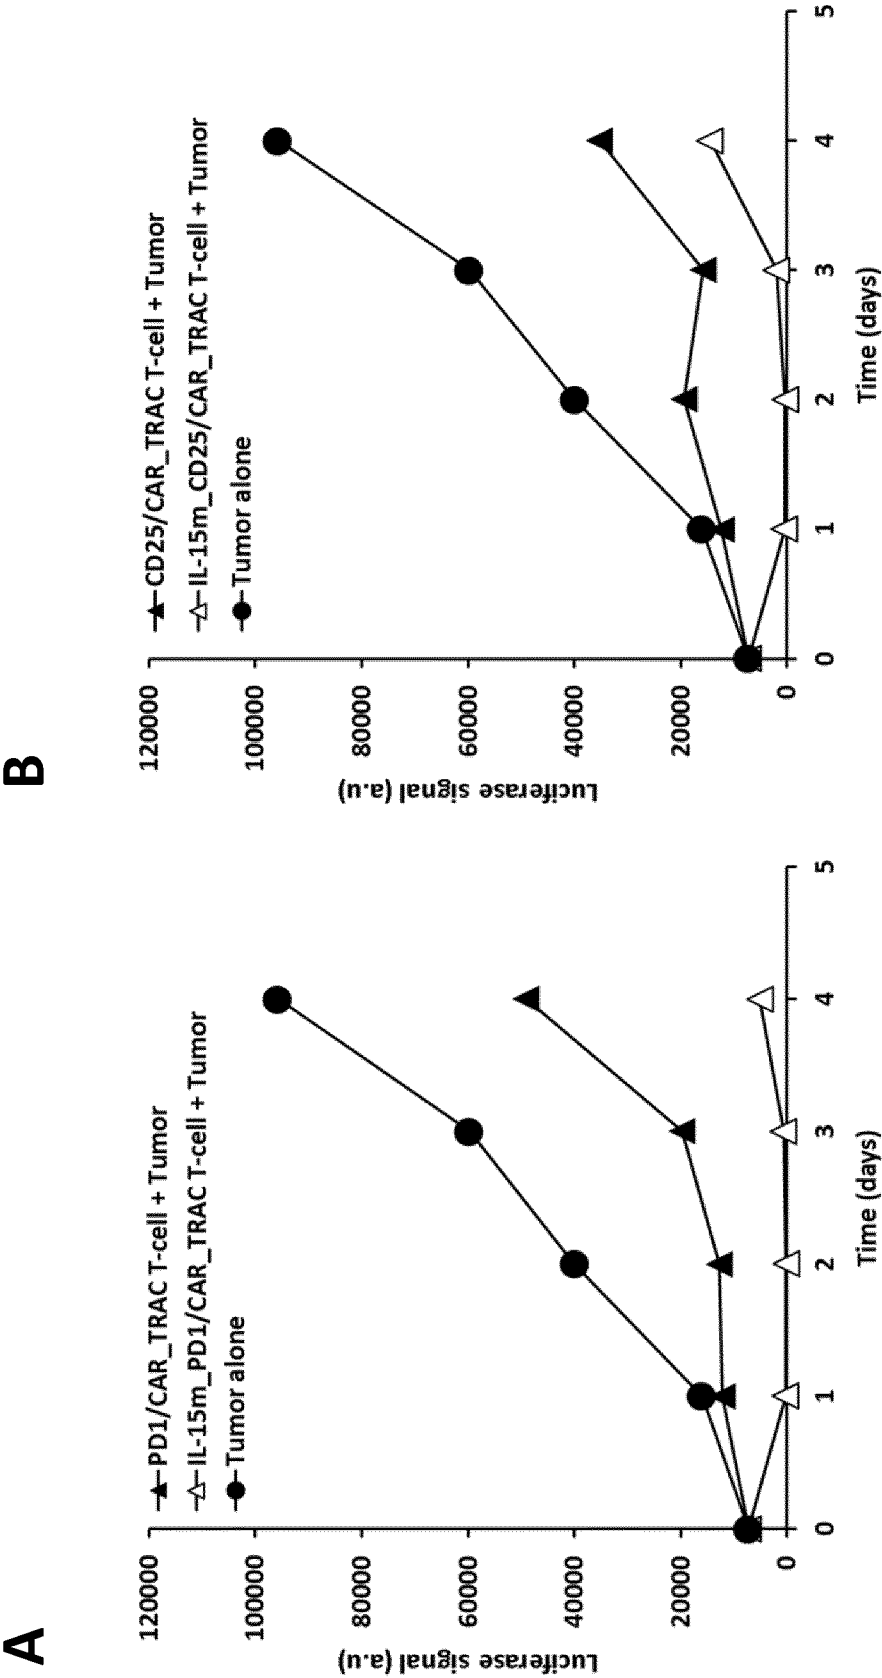 A
Luciferase signal (a.u)
120000
100000
80000
60000
40000
20000
0
PD1/CAR_TRAC T-cell + Tumor
IL-15m_PD1/CAR_TRAC T-cell + Tumor
Tumor alone
0 1 2 3 4 5
Time (days)
B
Luciferase signal (a.u)
120000
100000
80000
60000
40000
20000
0
CD25/CAR_TRAC T-cell + Tumor
IL-15m_CD25/CAR_TRAC T-cell + Tumor
Tumor alone
0 1 2 3 4 5
Time (days)